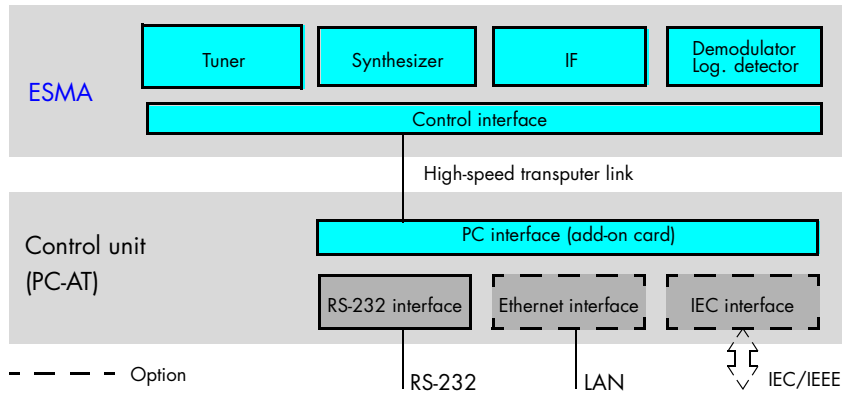 Tuner
Synthesizer
IF
Demodulator
Log. detector
ESMA
Control interface
High-speed transputer link
Control unit
(PC-AT)
PC interface (add-on card)
RS-232 interface
Ethernet interface
IEC interface
Option
RS-232
LAN
IEC/IEEE